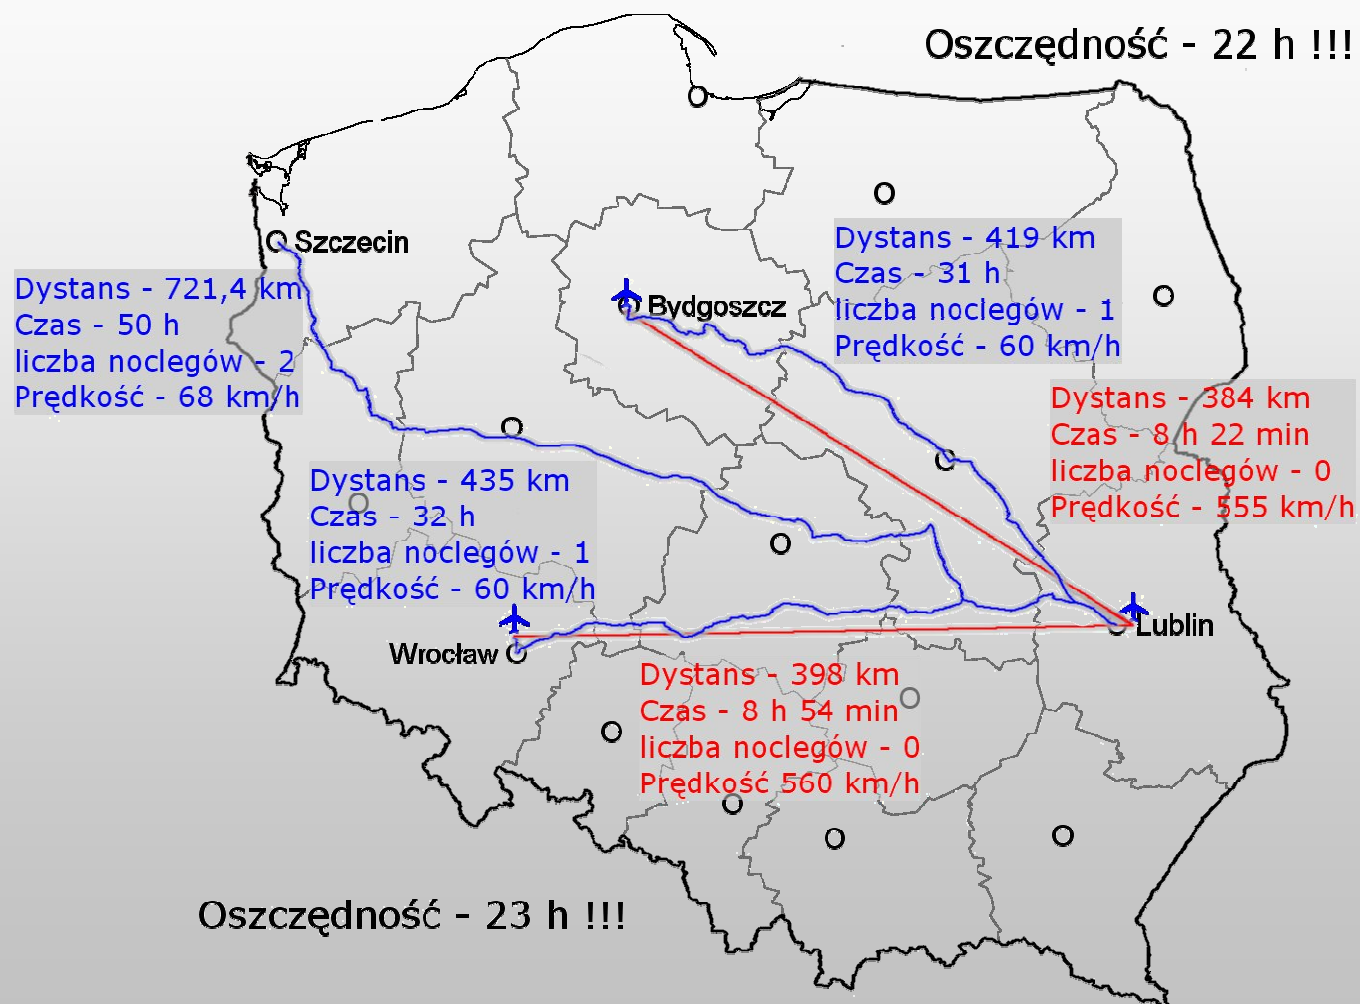 Oszczędność - 22 h !!!
Szczecin
Dystans - 721,4 km
Czas - 50 h
liczba noclegów - 2
Prędkość - 68 km/h
Bydgoszcz
Dystans - 419 km
Czas - 31 h
liczba noclegów - 1
Prędkość - 60 km/h
Dystans - 384 km
Czas - 8 h 22 min
liczba noclegów - 0
Prędkość - 555 km/h
Dystans - 435 km
Czas - 32 h
liczba noclegów - 1
Prędkość - 60 km/h
Wrocław
Lublin
Dystans - 398 km
Czas - 8 h 54 min
liczba noclegów - 0
Prędkość 560 km/h
Oszczędność - 23 h !!!